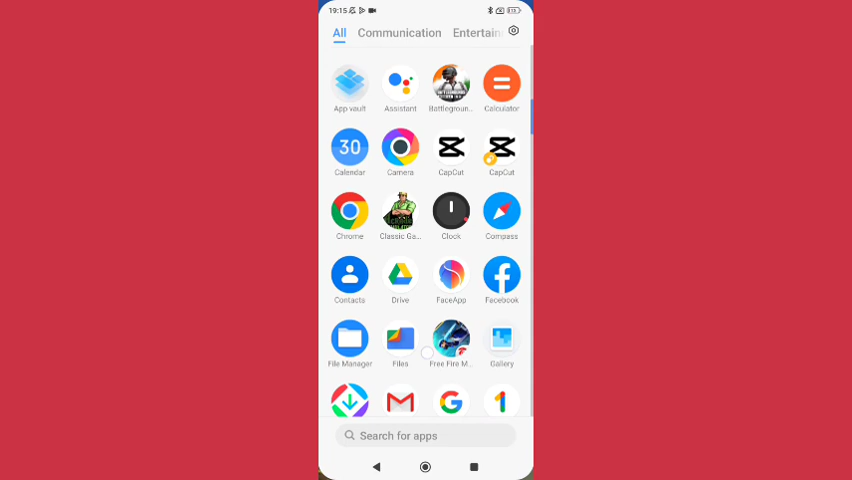 19:15
All Communication Entertain
App vault Assistant Battlegroun... Calculator
30
Calendar Camera CapCut CapCut
Chrome Classic Ga... Clock Compass
Contacts Drive FaceApp Facebook
File Manager Files Free Fire M... Gallery
Search for apps